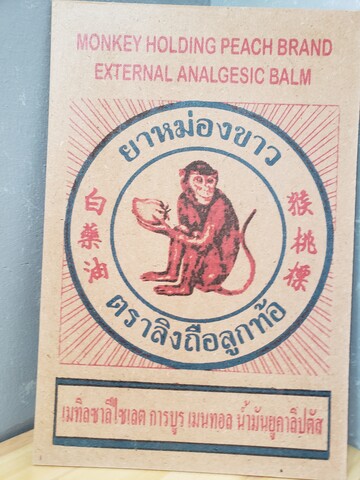 MONKEY HOLDING PEACH BRAND
EXTERNAL ANALGESIC BALM
ยาหม่องขาว
白藥油
猴桃標
ตราลิงถือลูกท้อ
เมทิลซาลิไซเลต การบูร เมนทอล น้ำมันยูคาลิปตัส